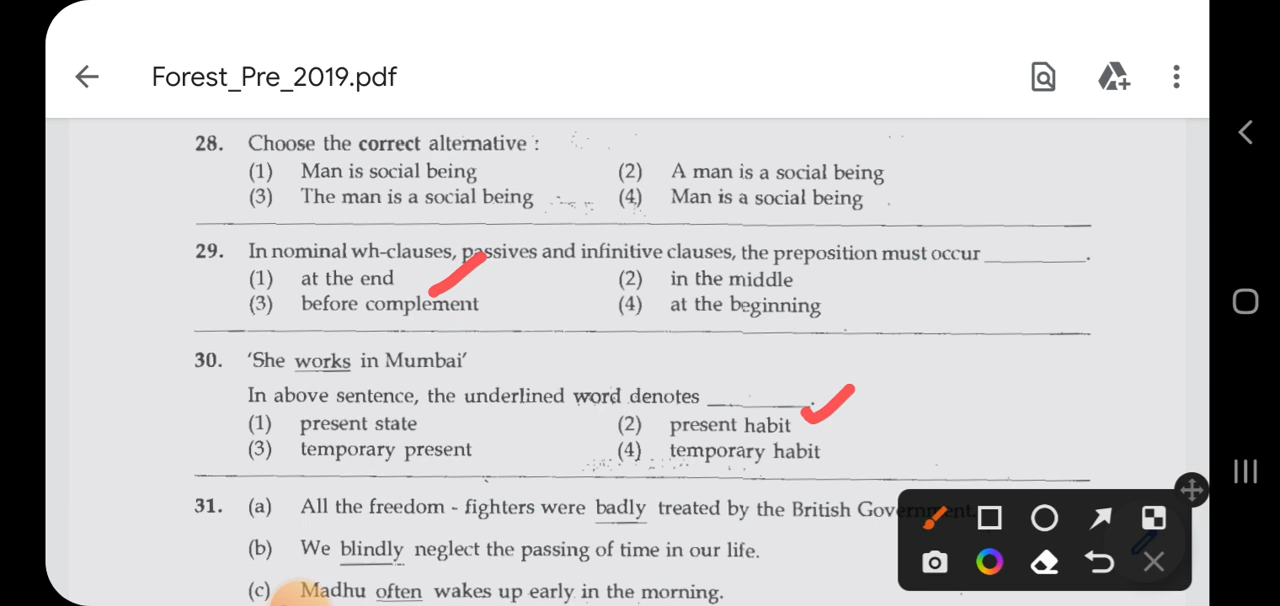 Forest_Pre_2019.pdf
28. Choose the correct alternative :
(1) Man is social being (2) A man is a social being
(3) The man is a social being (4) Man is a social being
29. In nominal wh-clauses, passives and infinitive clauses, the preposition must occur ________.
(1) at the end (2) in the middle
(3) before complement (4) at the beginning
30. 'She works in Mumbai'
In above sentence, the underlined word denotes ________.
(1) present state (2) present habit
(3) temporary present (4) temporary habit
31. (a) All the freedom - fighters were badly treated by the British Government.
(b) We blindly neglect the passing of time in our life.
(c) Madhu often wakes up early in the morning.